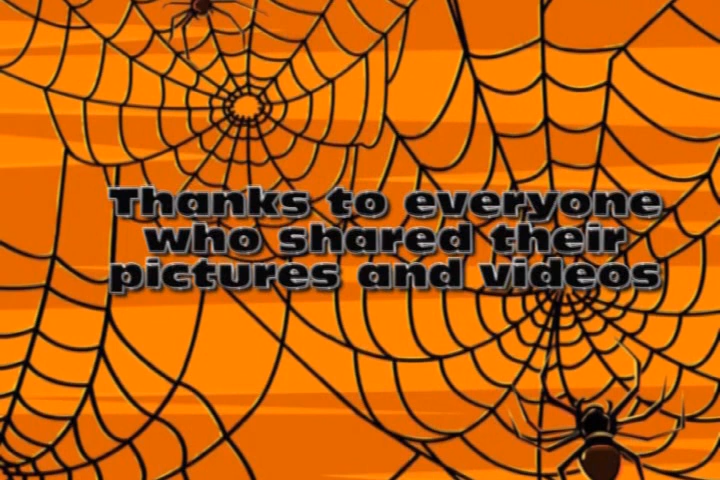 Thanks to everyone
who shared their
pictures and videos